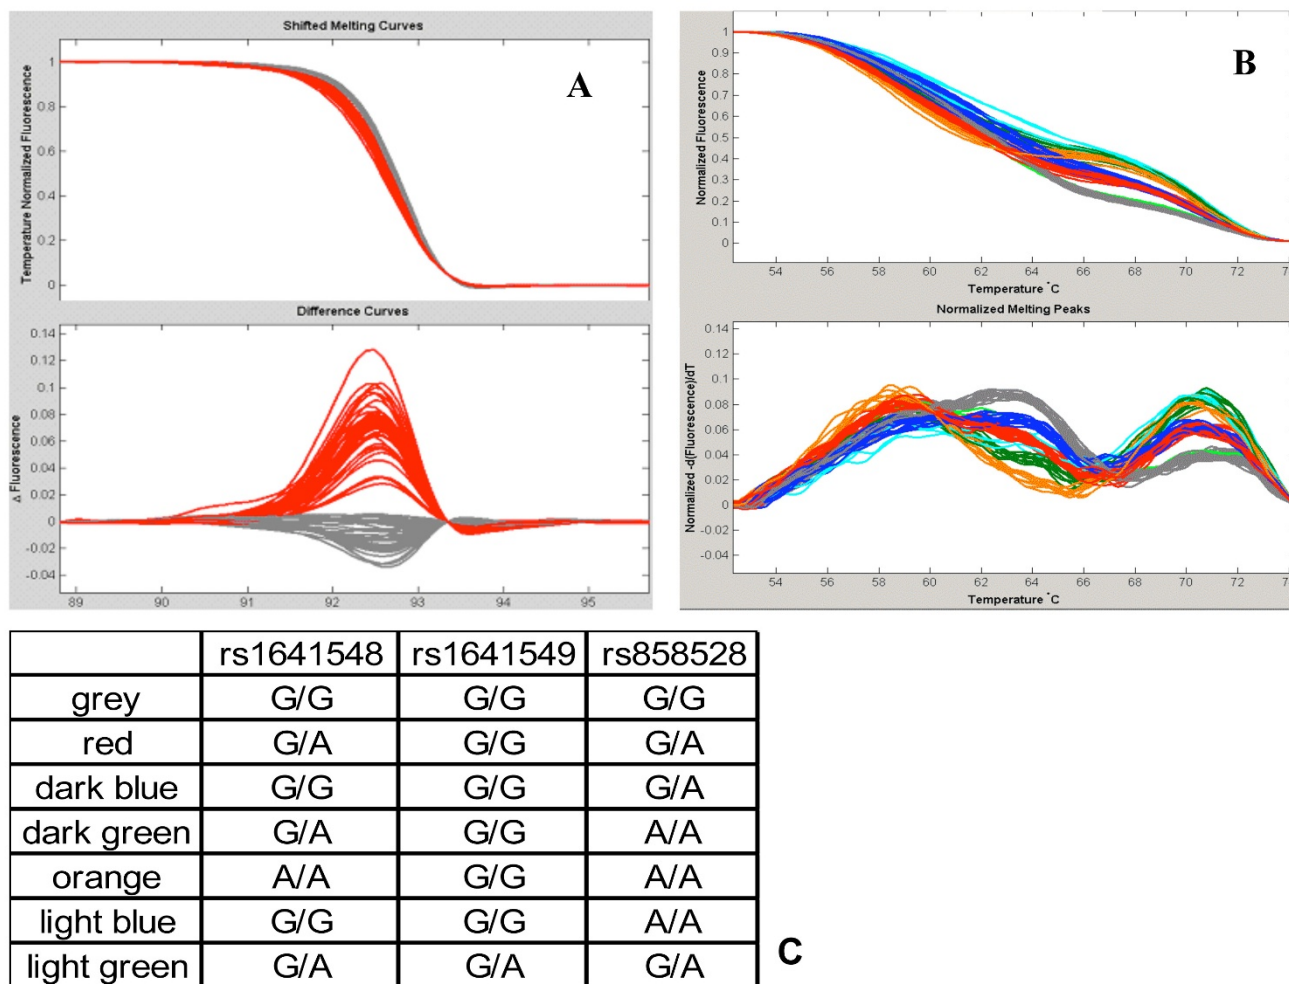 Shifted Melting Curves
A
Temperature Normalized Fluorescence
1
0.8
0.6
0.4
0.2
0
Difference Curves
Δ Fluorescence
0.14
0.12
0.1
0.08
0.06
0.04
0.02
0
-0.02
-0.04
89 90 91 92 93 94 95
B
Normalized Fluorescence
1
0.9
0.8
0.7
0.6
0.5
0.4
0.3
0.2
0.1
0
54 56 58 60 62 64 66 68 70 72 7
Temperature °C
Normalized Melting Peaks
Normalized -d(Fluorescence)/dT
0.14
0.12
0.1
0.08
0.06
0.04
0.02
0
-0.02
-0.04
54 56 58 60 62 64 66 68 70 72 7
Temperature °C
rs1641548 rs1641549 rs858528
grey G/G G/G G/G
red G/A G/G G/A
dark blue G/G G/G G/A
dark green G/A G/G A/A
orange A/A G/G A/A
light blue G/G G/G A/A
light green G/A G/A G/A
C